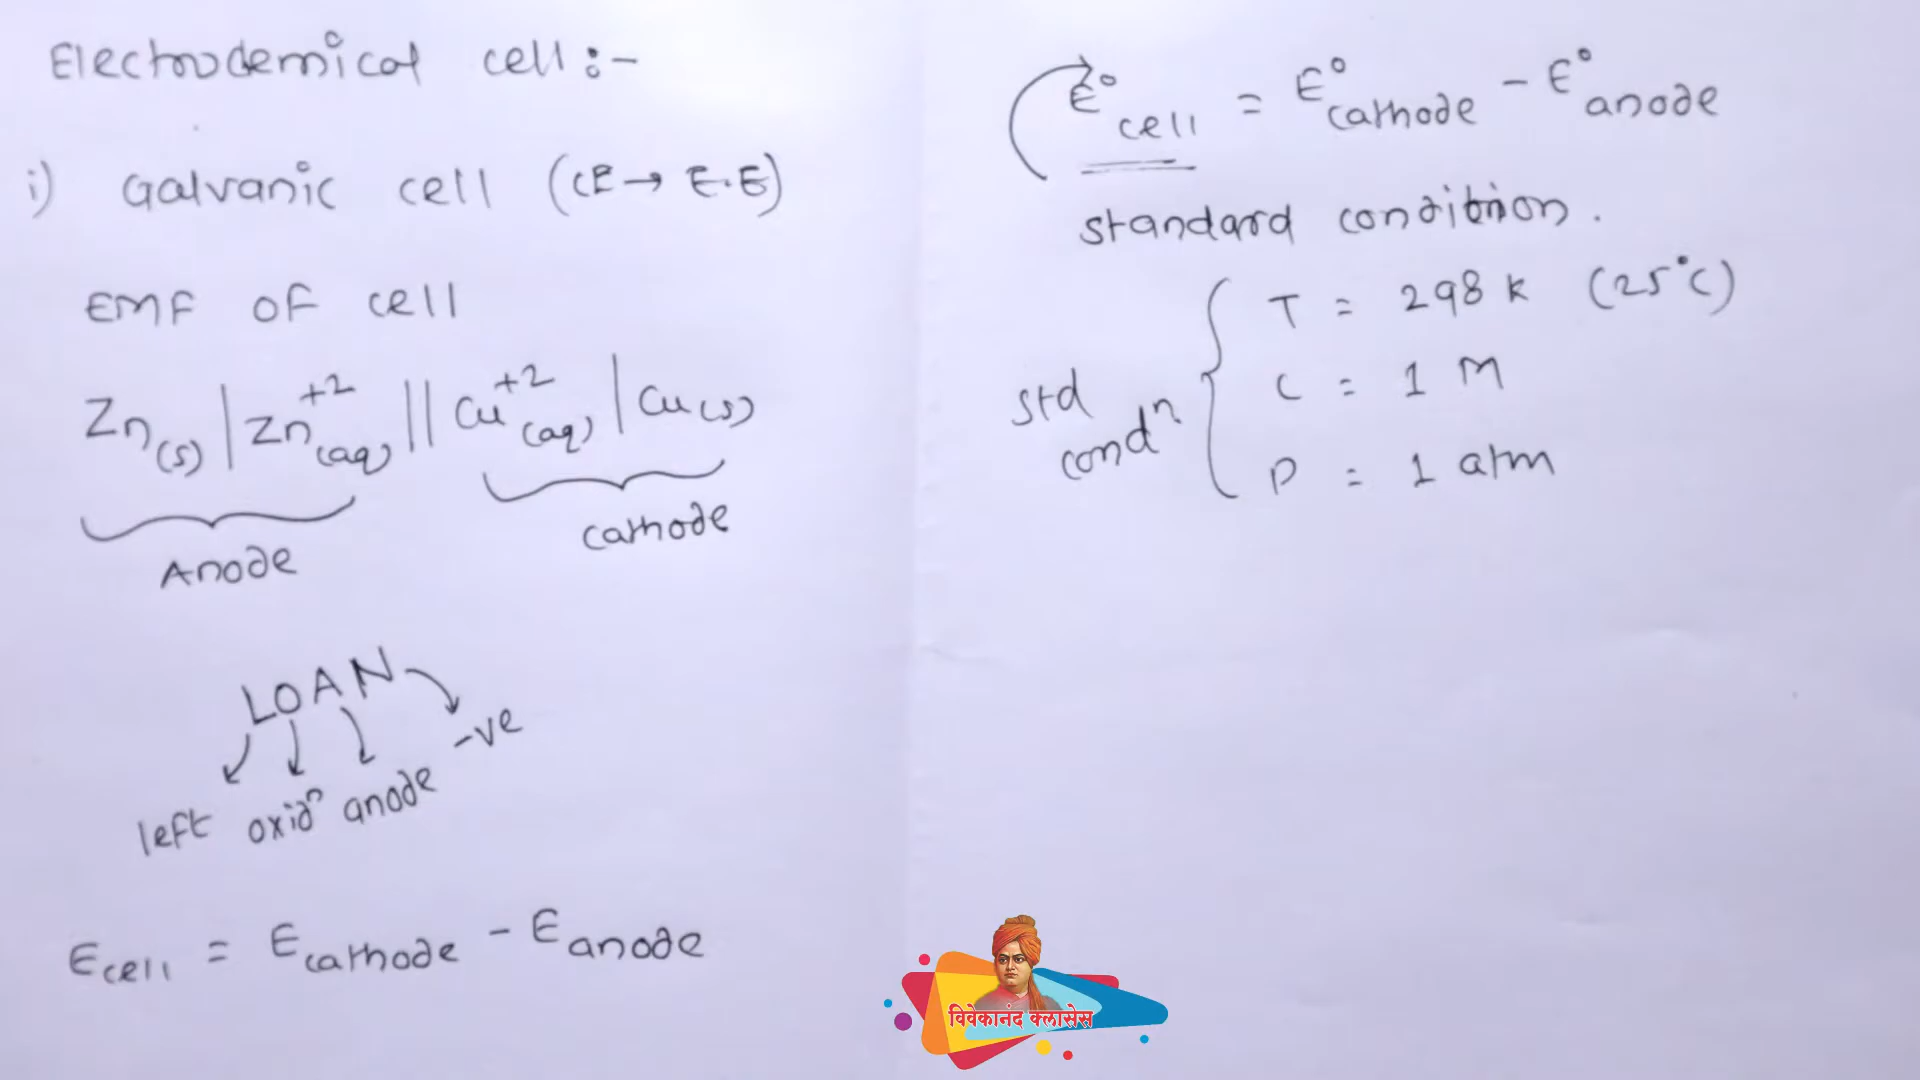 Electrodemical cell :-
i) Galvanic cell (CE → E.E)
EMF OF cell
Zn(s) | Zn+2(aq) || Cu+2(aq) | Cu(s)
Anode
cathode
LOAN
left oxidn anode -ve
Ecell = Ecathode - Eanode
E°cell = E°cathode - E°anode
standard condition.
std condn
T = 298 K (25°C)
C = 1 M
P = 1 atm
विवेकानंद क्लासेस